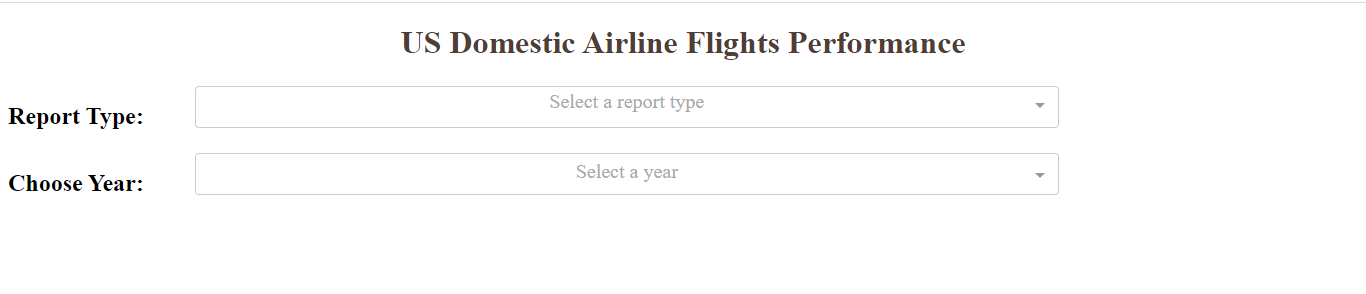 US Domestic Airline Flights Performance
Report Type:
Select a report type
Choose Year:
Select a year